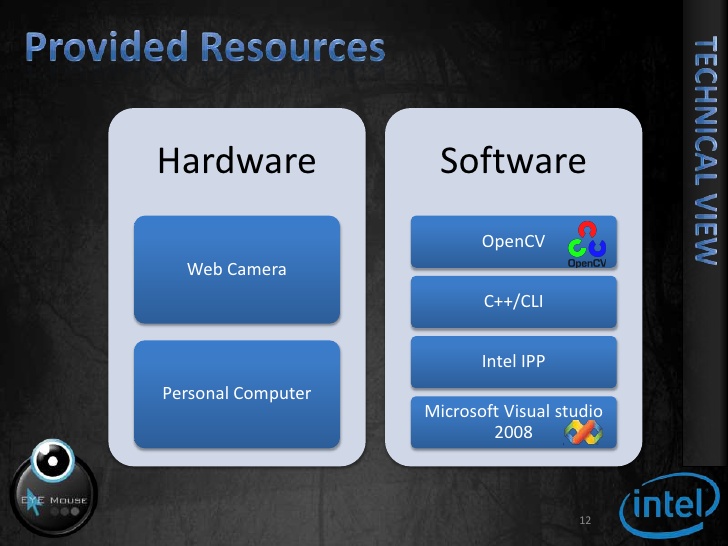 Provided Resources
TECHNICAL VIEW
Hardware
Web Camera
Personal Computer
Software
OpenCV
OpenCV
C++/CLI
Intel IPP
Microsoft Visual studio
2008
EYE MOUSE
12
intel